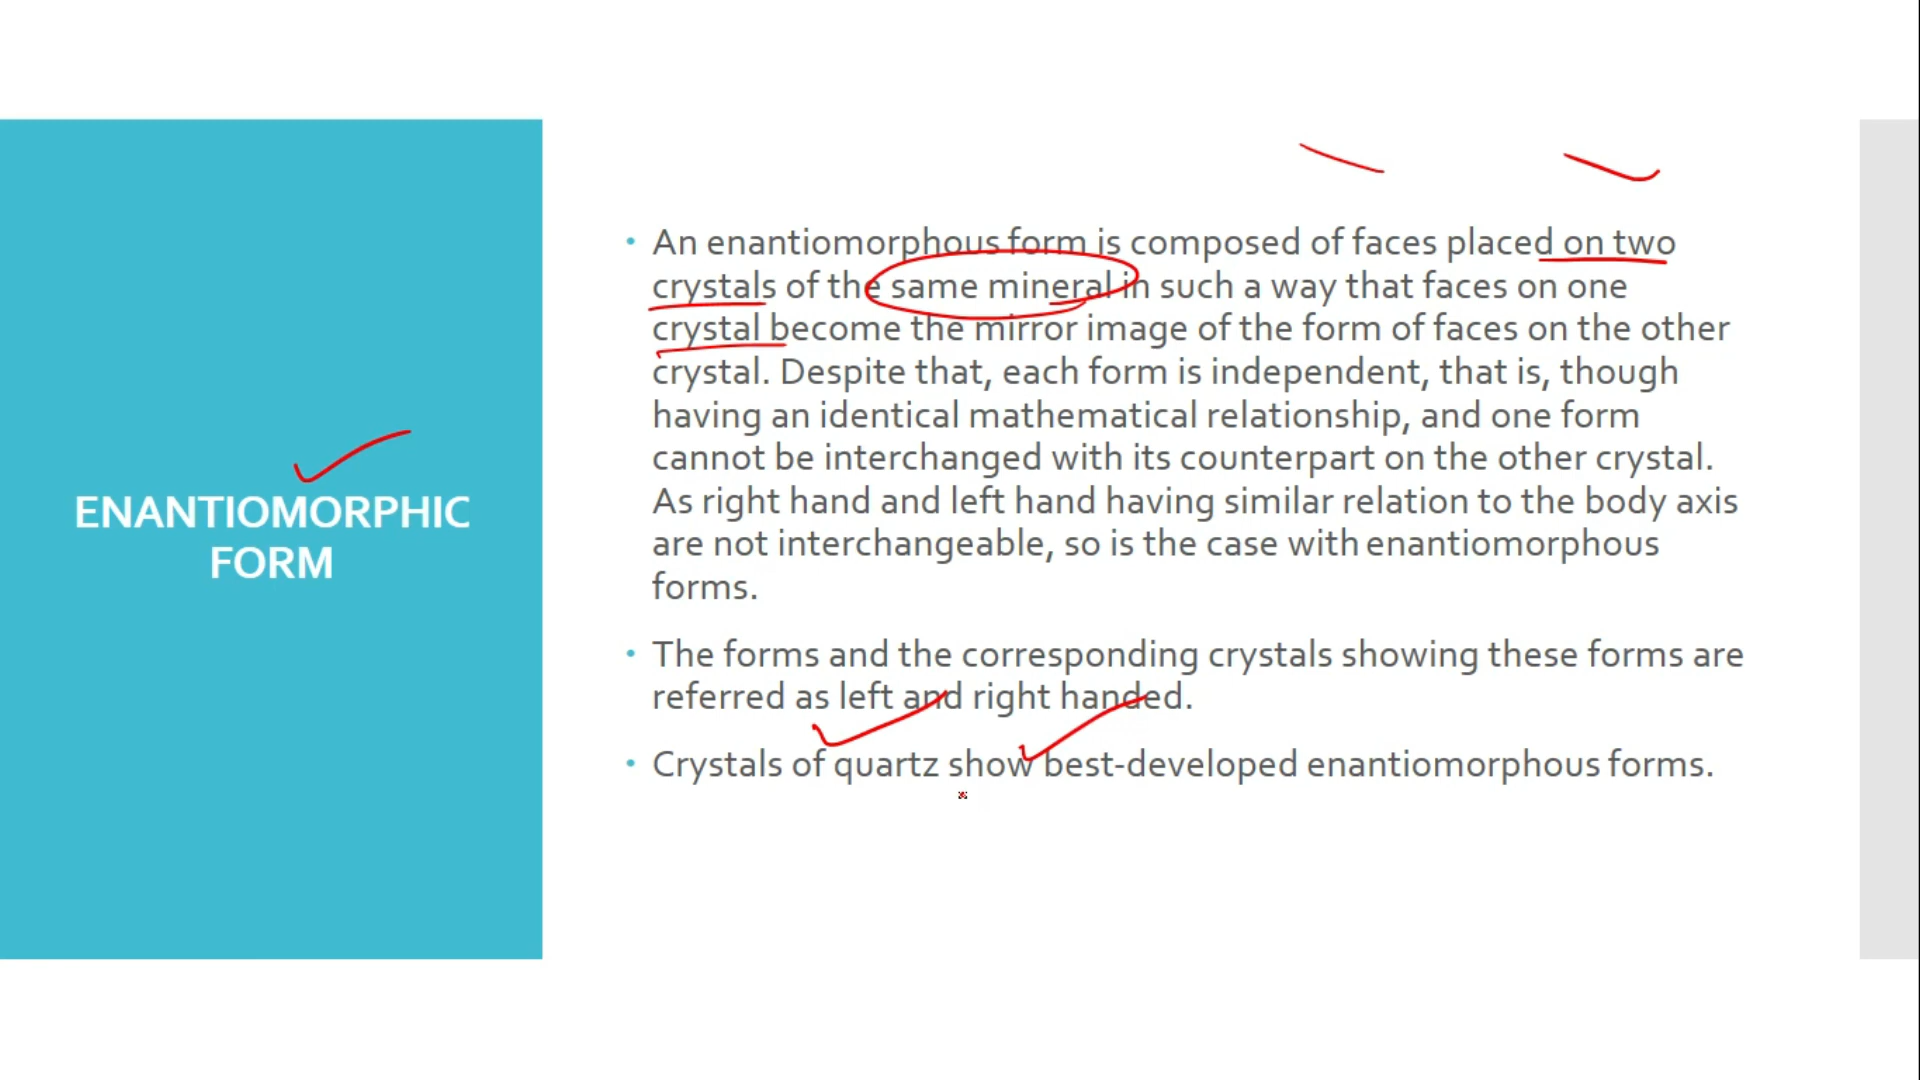 ENANTIOMORPHIC
FORM
• An enantiomorphous form is composed of faces placed on two
crystals of the same mineral in such a way that faces on one
crystal become the mirror image of the form of faces on the other
crystal. Despite that, each form is independent, that is, though
having an identical mathematical relationship, and one form
cannot be interchanged with its counterpart on the other crystal.
As right hand and left hand having similar relation to the body axis
are not interchangeable, so is the case with enantiomorphous
forms.
• The forms and the corresponding crystals showing these forms are
referred as left and right handed.
• Crystals of quartz show best-developed enantiomorphous forms.